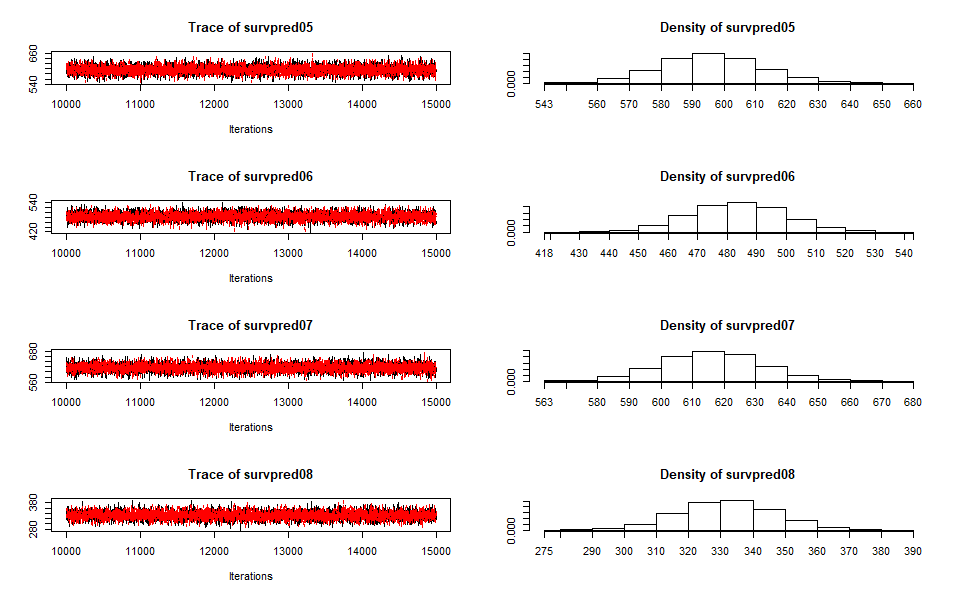 Trace of survpred05
660
540
10000 11000 12000 13000 14000 15000
Iterations
Density of survpred05
0.000
543 560 570 580 590 600 610 620 630 640 650 660
Trace of survpred06
540
420
10000 11000 12000 13000 14000 15000
Iterations
Density of survpred06
0.000
418 430 440 450 460 470 480 490 500 510 520 530 540
Trace of survpred07
680
560
10000 11000 12000 13000 14000 15000
Iterations
Density of survpred07
0.000
563 580 590 600 610 620 630 640 650 660 670 680
Trace of survpred08
380
280
10000 11000 12000 13000 14000 15000
Iterations
Density of survpred08
0.000
275 290 300 310 320 330 340 350 360 370 380 390